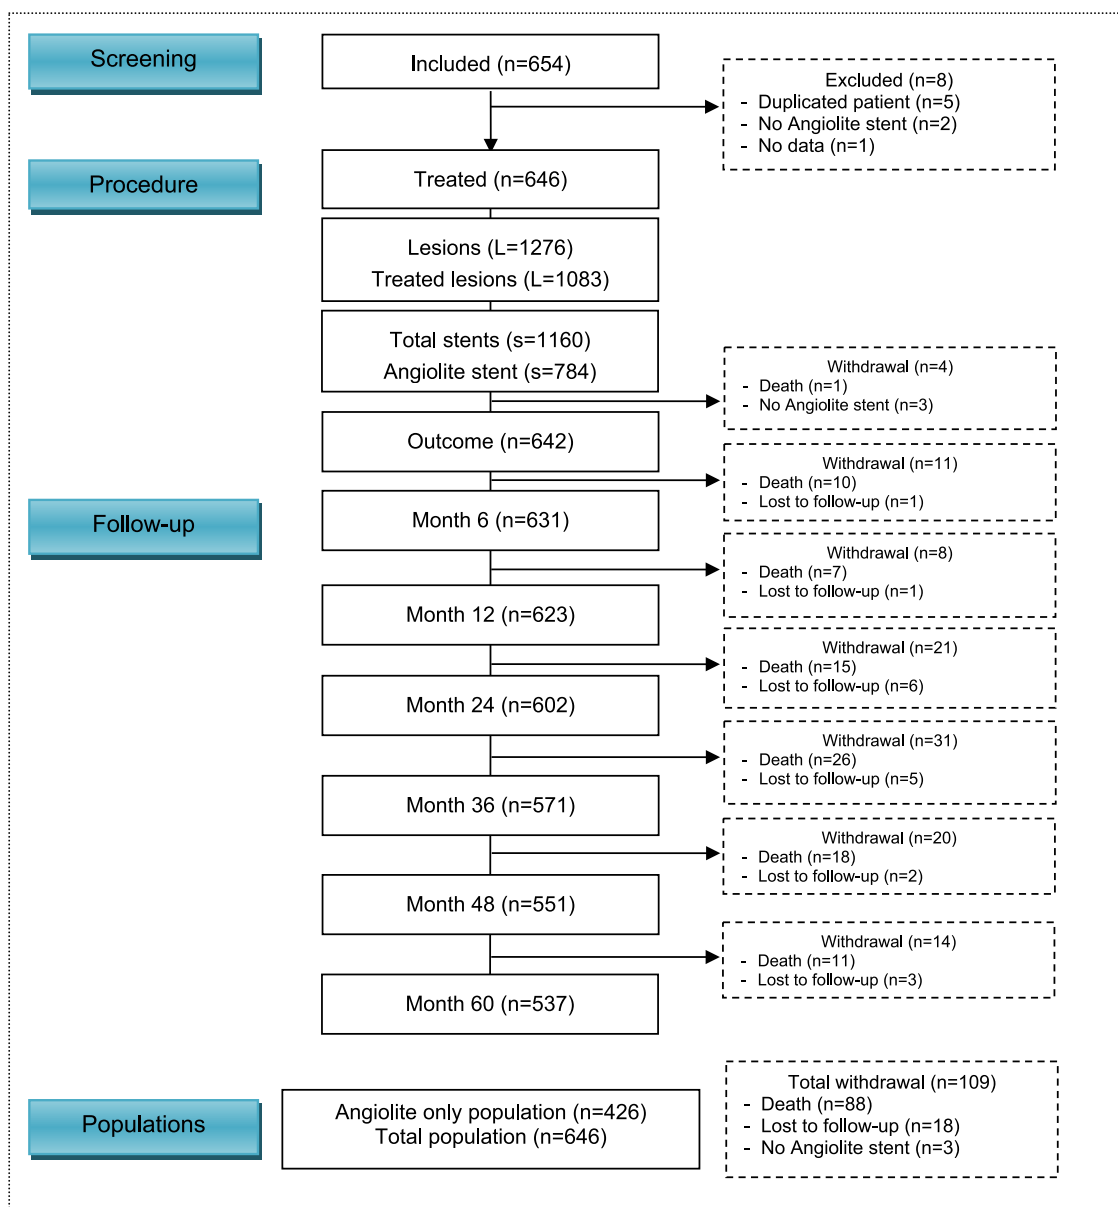 Screening
Included (n=654)
Excluded (n=8)
- Duplicated patient (n=5)
- No Angiolite stent (n=2)
- No data (n=1)
Procedure
Treated (n=646)
Lesions (L=1276)
Treated lesions (L=1083)
Total stents (s=1160)
Angiolite stent (s=784)
Withdrawal (n=4)
- Death (n=1)
- No Angiolite stent (n=3)
Outcome (n=642)
Withdrawal (n=11)
- Death (n=10)
- Lost to follow-up (n=1)
Follow-up
Month 6 (n=631)
Withdrawal (n=8)
- Death (n=7)
- Lost to follow-up (n=1)
Month 12 (n=623)
Withdrawal (n=21)
- Death (n=15)
- Lost to follow-up (n=6)
Month 24 (n=602)
Withdrawal (n=31)
- Death (n=26)
- Lost to follow-up (n=5)
Month 36 (n=571)
Withdrawal (n=20)
- Death (n=18)
- Lost to follow-up (n=2)
Month 48 (n=551)
Withdrawal (n=14)
- Death (n=11)
- Lost to follow-up (n=3)
Month 60 (n=537)
Populations
Angiolite only population (n=426)
Total population (n=646)
Total withdrawal (n=109)
- Death (n=88)
- Lost to follow-up (n=18)
- No Angiolite stent (n=3)